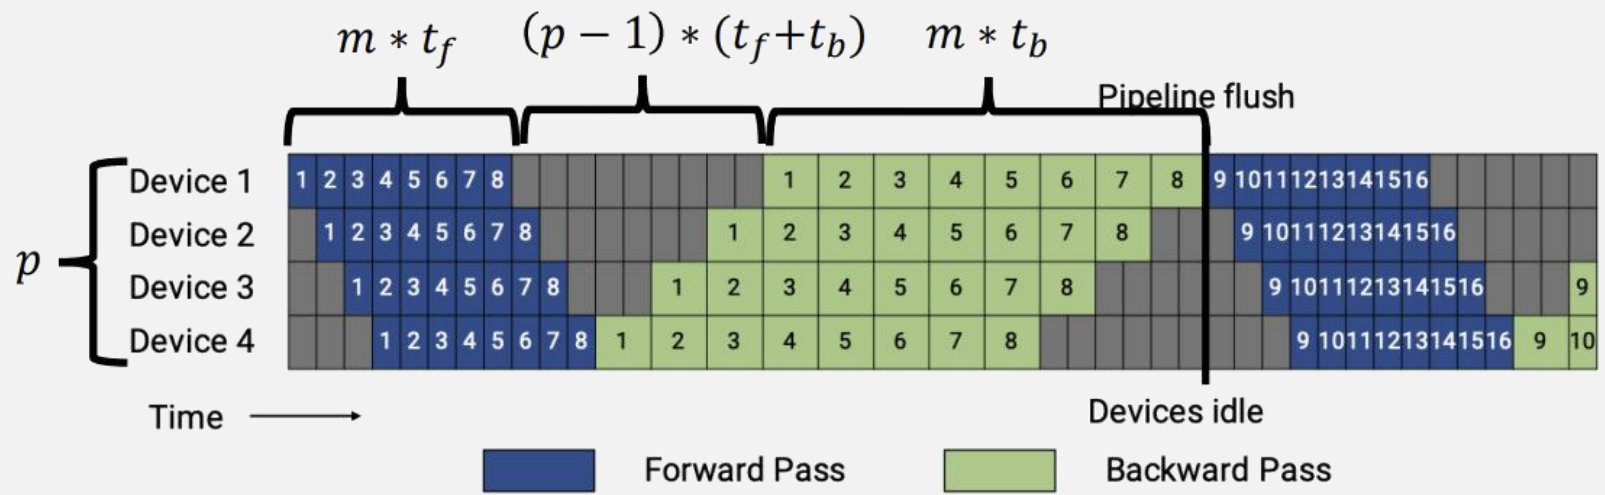 m * t_f (p − 1) * (t_f+t_b) m * t_b
Pipeline flush
Device 1 1 2 3 4 5 6 7 8 1 2 3 4 5 6 7 8 9 10 11 12 13 14 15 16
Device 2 1 2 3 4 5 6 7 8 1 2 3 4 5 6 7 8 9 10 11 12 13 14 15 16
p
Device 3 1 2 3 4 5 6 7 8 1 2 3 4 5 6 7 8 9 10 11 12 13 14 15 16 9
Device 4 1 2 3 4 5 6 7 8 1 2 3 4 5 6 7 8 9 10 11 12 13 14 15 16 9 10
Time
Devices idle
Forward Pass Backward Pass